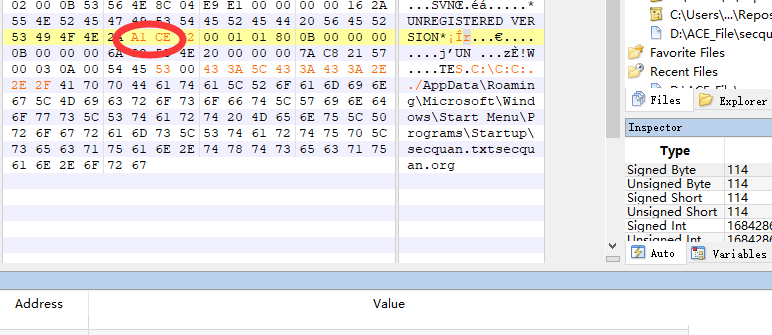 02 00 0B 53 56 4E 8C 04 E9 E1 00 00 00 00 16 2A ...SVNŒ.éá.....*
55 4E 52 45 47 49 53 54 45 52 45 44 20 56 45 52 UNREGISTERED VER
53 49 4F 4E 2A A1 CE 72 00 01 01 80 0B 00 00 00 SION*¡Îr...€....
0B 00 00 00 00 6A 92 55 4E 20 00 00 00 7A C8 21 57
00 03 0A 00 54 45 53 00 43 3A 5C 43 3A 43 3A 2E ....TES.C:\C:C:.
2E 2F 41 70 70 44 61 74 61 5C 52 6F 61 6D 69 6E ./AppData\Roamin
67 5C 4D 69 63 72 6F 73 6F 66 74 5C 57 69 6E 64 g\Microsoft\Wind
6F 77 73 5C 53 74 61 72 74 20 4D 65 6E 75 5C 50 ows\Start Menu\P
72 6F 67 72 61 6D 73 5C 53 74 61 72 74 75 70 5C rograms\Startup\
73 65 63 71 75 61 6E 2E 74 78 74 73 65 63 71 75 secquan.txtsecqu
61 6E 2E 6F 72 67 an.org
C:\Users\...\Repos
D:\ACE_File\secqu
Favorite Files
Recent Files
Files Explorer
Inspector
Type
Signed Byte 114
Unsigned Byte 114
Signed Short 114
Unsigned Short 114
Signed Int 1684286
Auto Variables
Address Value